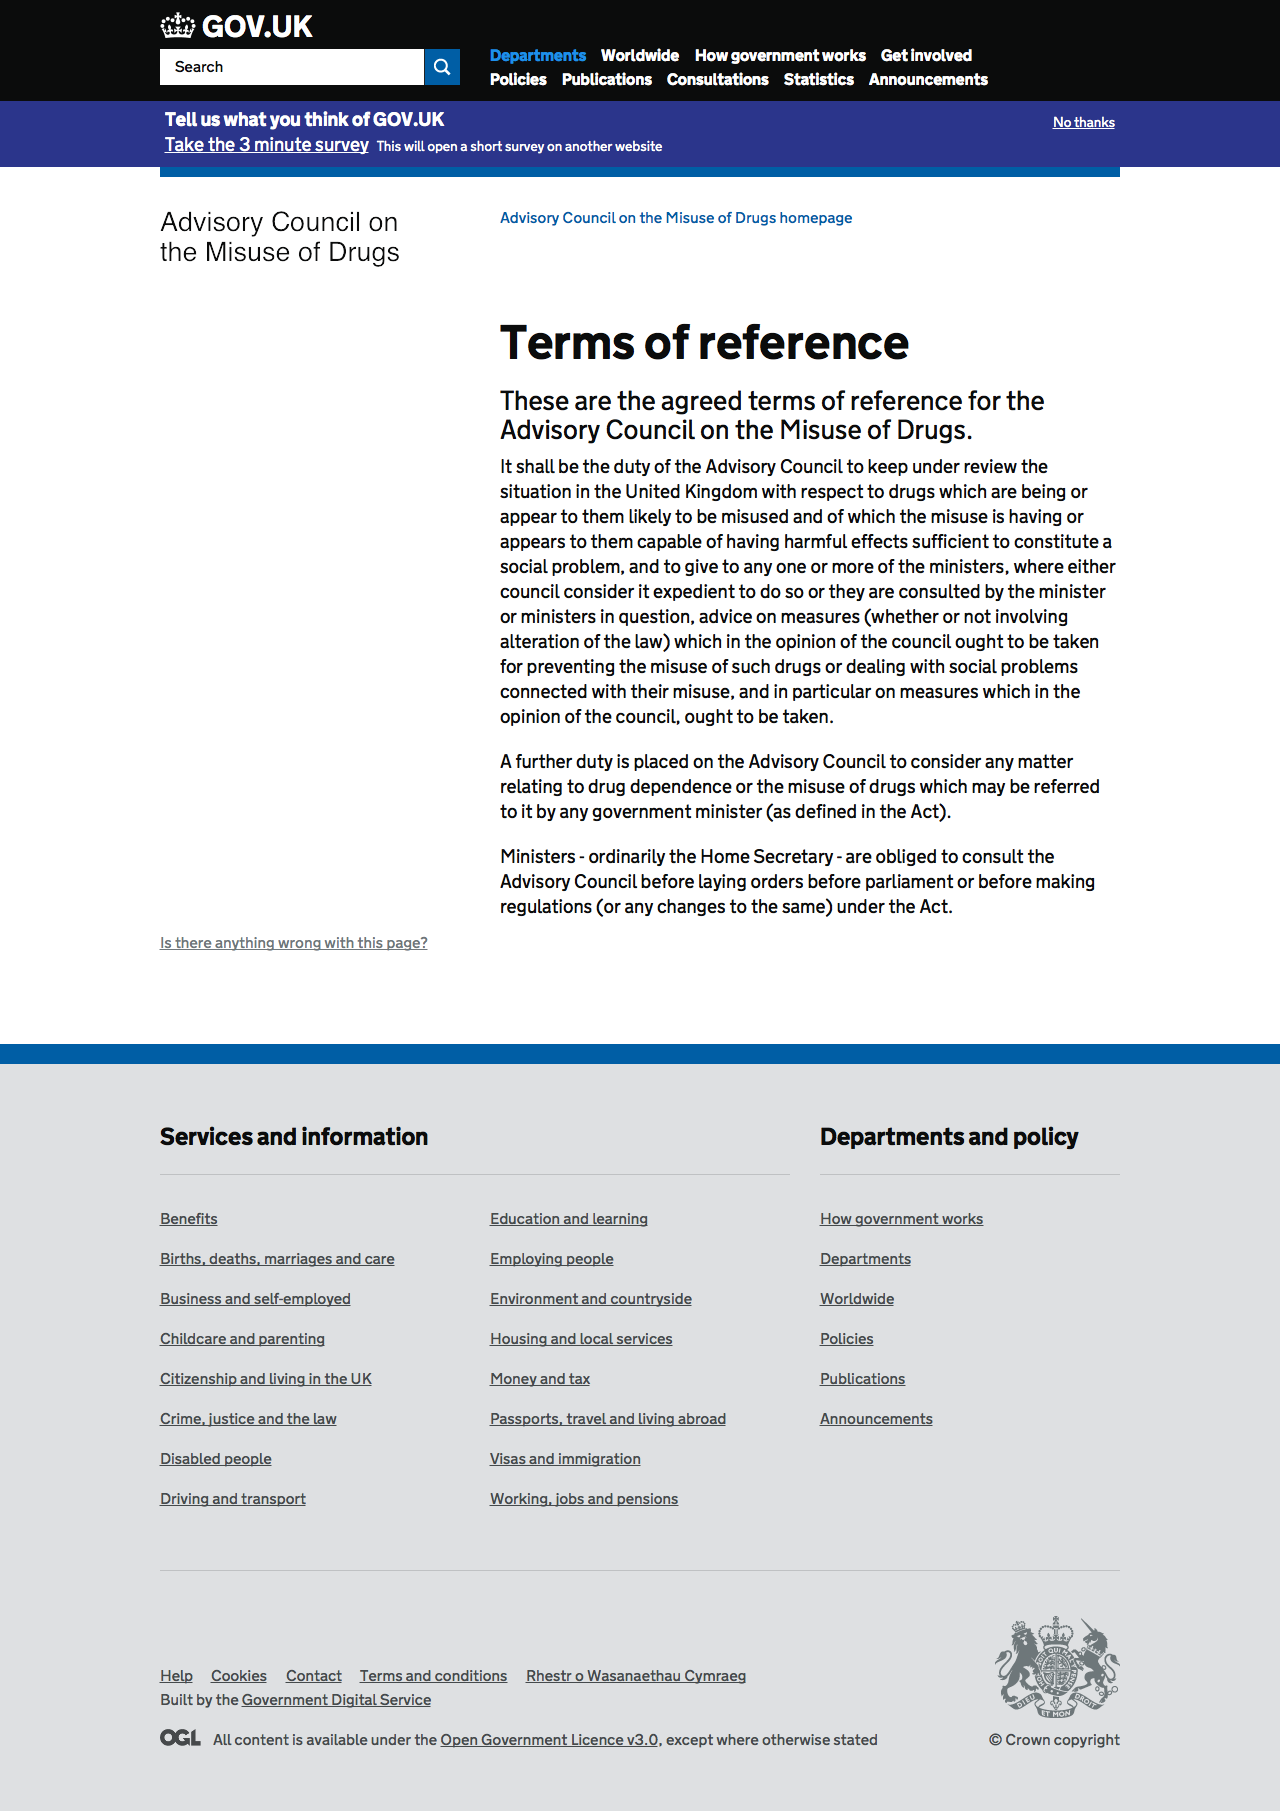 GOV.UK
Search
Departments Worldwide How government works Get involved
Policies Publications Consultations Statistics Announcements
Tell us what you think of GOV.UK
No thanks
Take the 3 minute survey This will open a short survey on another website
Advisory Council on
the Misuse of Drugs
Advisory Council on the Misuse of Drugs homepage
Terms of reference
These are the agreed terms of reference for the
Advisory Council on the Misuse of Drugs.
It shall be the duty of the Advisory Council to keep under review the
situation in the United Kingdom with respect to drugs which are being or
appear to them likely to be misused and of which the misuse is having or
appears to them capable of having harmful effects sufficient to constitute a
social problem, and to give to any one or more of the ministers, where either
council consider it expedient to do so or they are consulted by the minister
or ministers in question, advice on measures (whether or not involving
alteration of the law) which in the opinion of the council ought to be taken
for preventing the misuse of such drugs or dealing with social problems
connected with their misuse, and in particular on measures which in the
opinion of the council, ought to be taken.
A further duty is placed on the Advisory Council to consider any matter
relating to drug dependence or the misuse of drugs which may be referred
to it by any government minister (as defined in the Act).
Ministers - ordinarily the Home Secretary - are obliged to consult the
Advisory Council before laying orders before parliament or before making
regulations (or any changes to the same) under the Act.
Is there anything wrong with this page?
Services and information
Benefits
Births, deaths, marriages and care
Business and self-employed
Childcare and parenting
Citizenship and living in the UK
Crime, justice and the law
Disabled people
Driving and transport
Education and learning
Employing people
Environment and countryside
Housing and local services
Money and tax
Passports, travel and living abroad
Visas and immigration
Working, jobs and pensions
Departments and policy
How government works
Departments
Worldwide
Policies
Publications
Announcements
Help Cookies Contact Terms and conditions Rhestr o Wasanaethau Cymraeg
Built by the Government Digital Service
OGL All content is available under the Open Government Licence v3.0, except where otherwise stated
DIEU ET MON DROIT
© Crown copyright